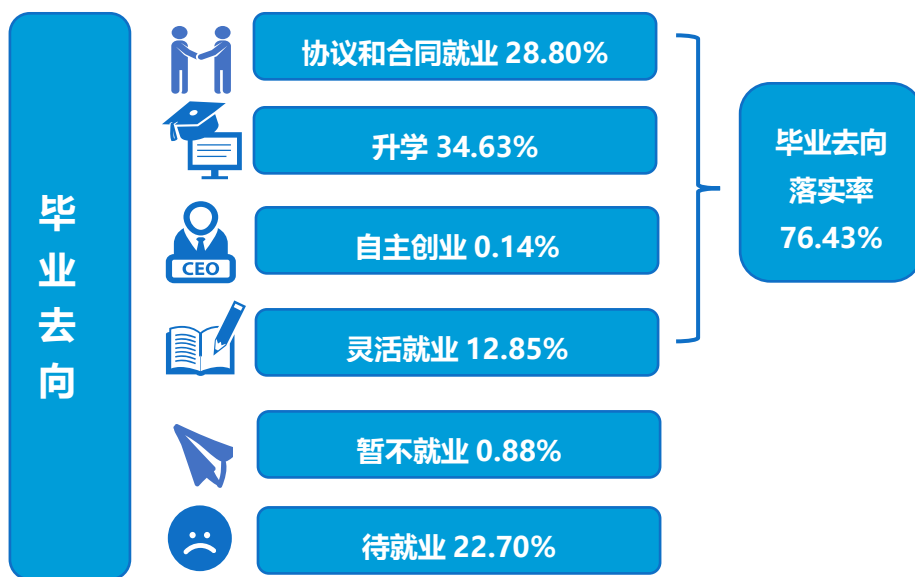 毕业去向
协议和合同就业 28.80%
升学 34.63%
CEO
自主创业 0.14%
灵活就业 12.85%
暂不就业 0.88%
待就业 22.70%
毕业去向
落实率
76.43%